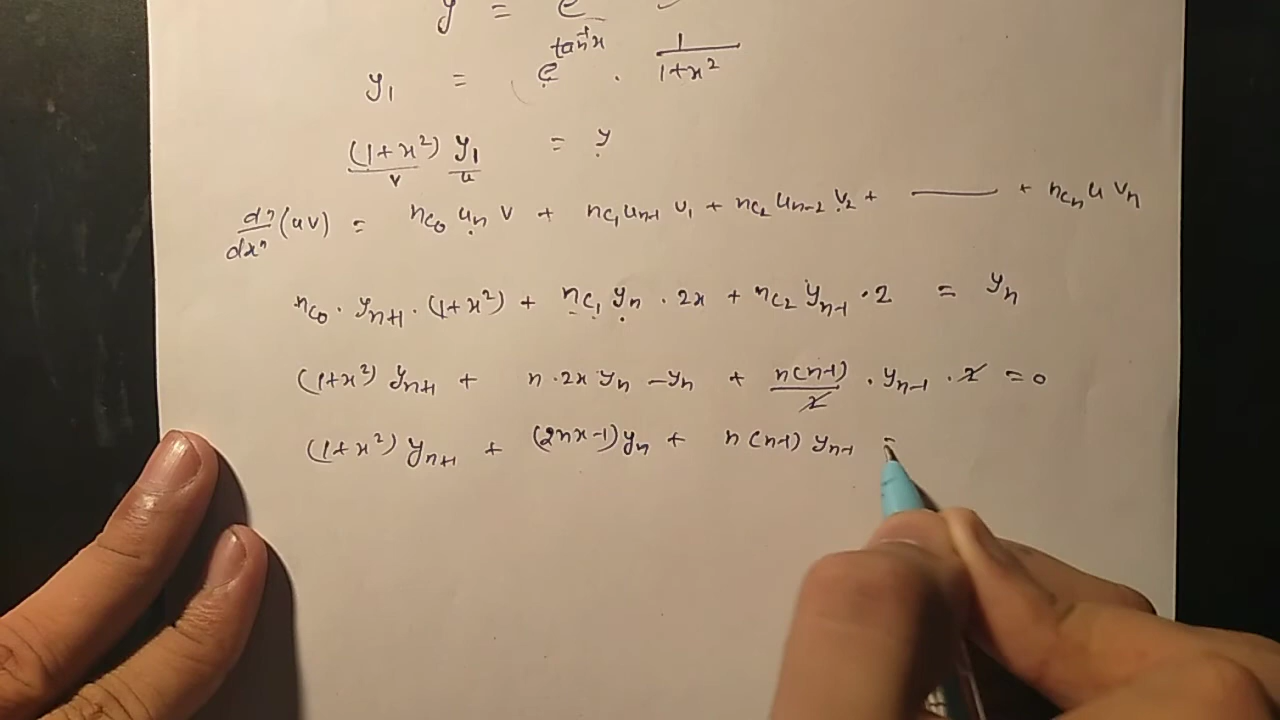 y = e
y₁ = e^{tan⁻¹x} · 1/(1+x²)
(1+x²) y₁ = y
v u
dⁿ/dxⁿ (uv) = nc₀ uₙ v + nc₁ uₙ₋₁ v₁ + nc₂ uₙ₋₂ v₂ + —— + ncₙ u vₙ
nc₀ · yₙ₊₁ · (1+x²) + nc₁ yₙ · 2x + nc₂ yₙ₋₁ · 2 = yₙ
(1+x²) yₙ₊₁ + n · 2x yₙ − yₙ + n(n-1)/2 · yₙ₋₁ · 2 = 0
(1+x²) yₙ₊₁ + (2nx-1) yₙ + n(n-1) yₙ₋₁ =